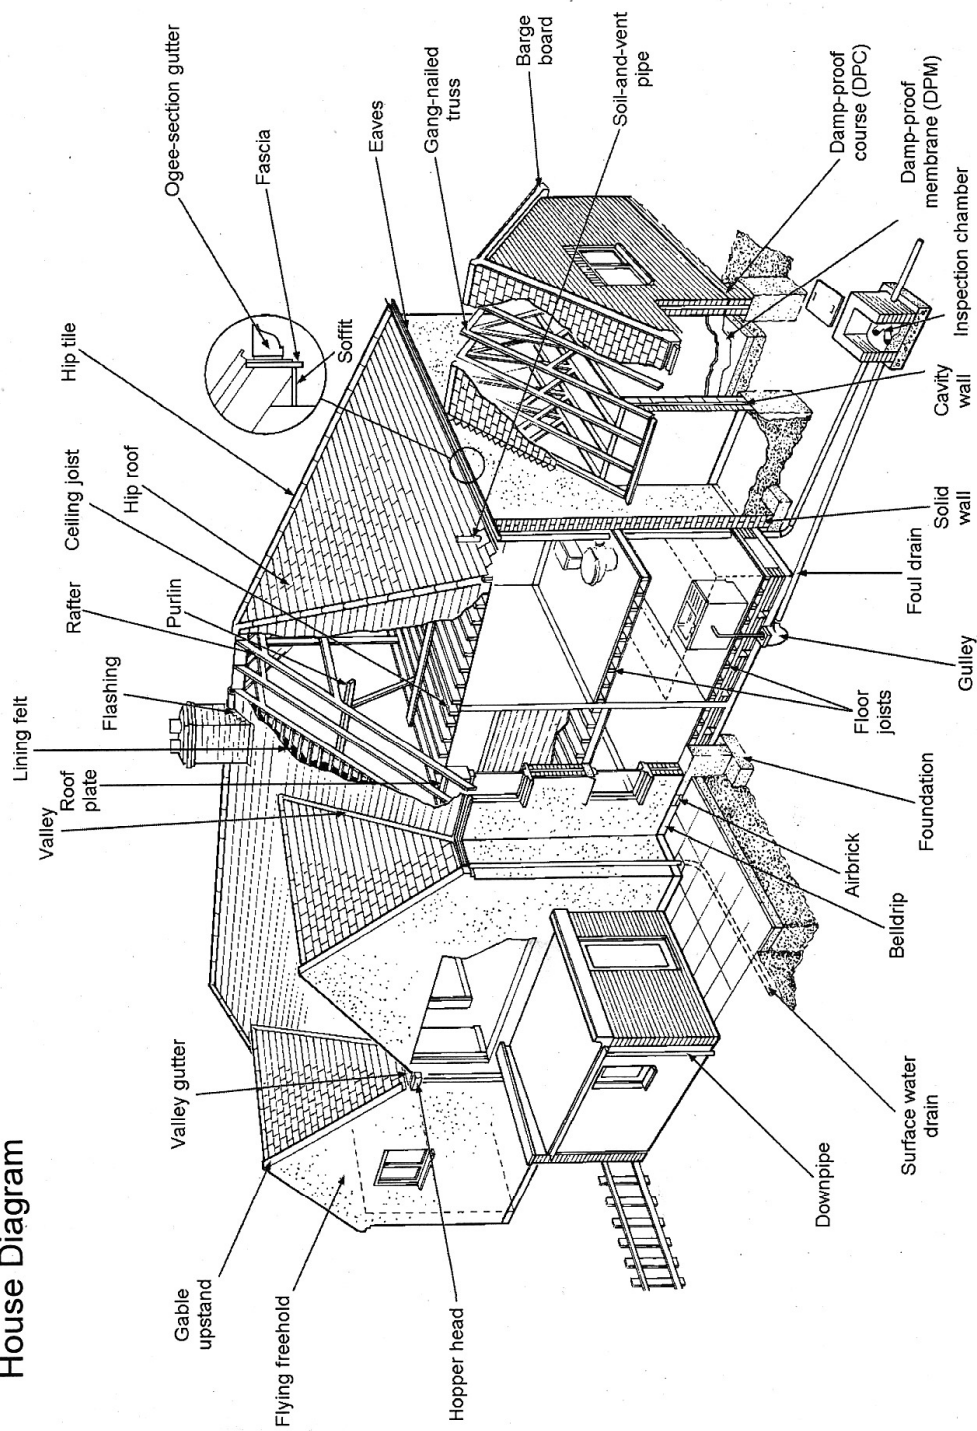 House Diagram
Lining felt
Valley
Roof
plate
Flashing
Rafter
Ceiling joist
Hip tile
Purlin
Hip roof
Ogee-section gutter
Fascia
Soffit
Eaves
Gang-nailed
truss
Barge
board
Soil-and-vent
pipe
Damp-proof
course (DPC)
Damp-proof
membrane (DPM)
Inspection chamber
Cavity
wall
Solid
wall
Foul drain
Gulley
Floor
joists
Foundation
Airbrick
Belldrip
Surface water
drain
Downpipe
Hopper head
Flying freehold
Gable
upstand
Valley gutter